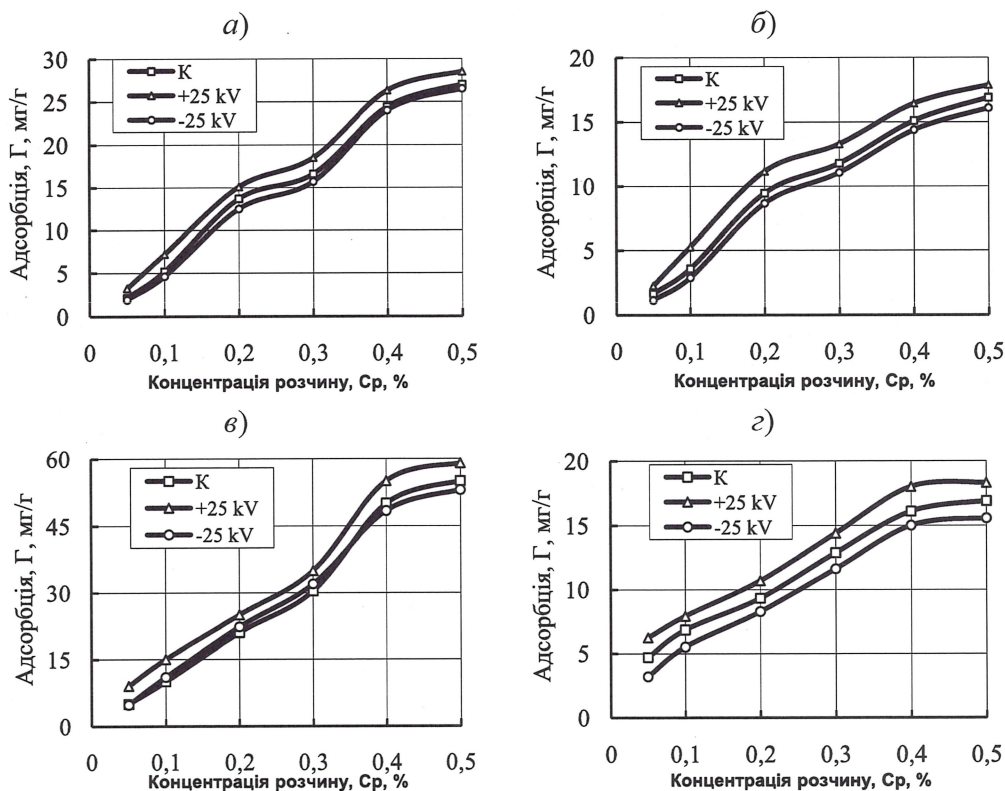 а)
30
25
20
15
10
5
0
К
+25 kV
-25 kV
Адсорбція, Г, мг/г
0 0,1 0,2 0,3 0,4 0,5
Концентрація розчину, Ср, %
б)
20
15
10
5
0
К
+25 kV
-25 kV
Адсорбція, Г, мг/г
0 0,1 0,2 0,3 0,4 0,5
Концентрація розчину, Ср, %
в)
60
45
30
15
0
К
+25 kV
-25 kV
Адсорбція, Г, мг/г
0 0,1 0,2 0,3 0,4 0,5
Концентрація розчину, Ср, %
г)
20
15
10
5
0
К
+25 kV
-25 kV
Адсорбція, Г, мг/г
0 0,1 0,2 0,3 0,4 0,5
Концентрація розчину, Ср, %